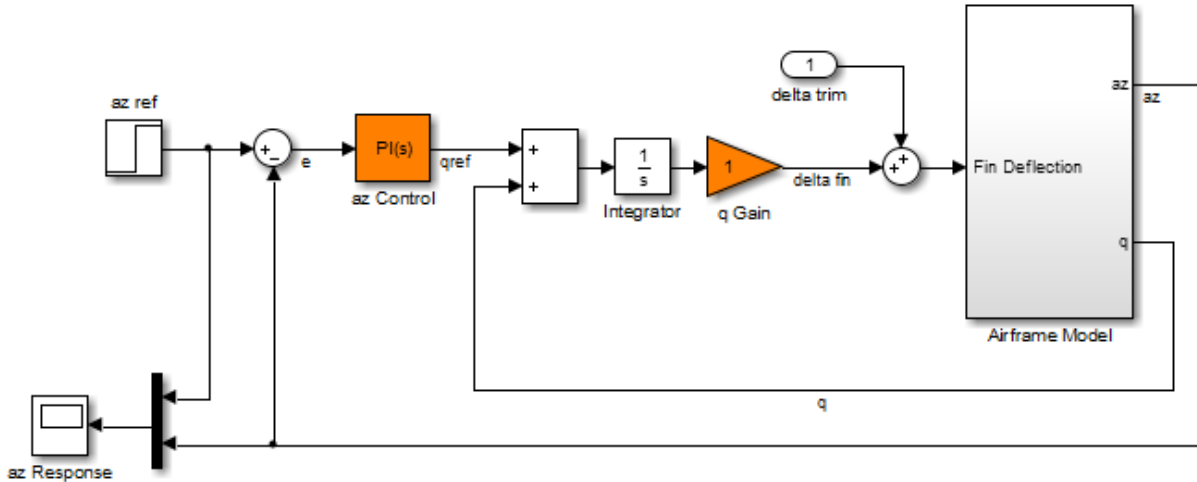 az ref
+
−
e
PI(s)
az Control
qref
+
+
1
s
Integrator
1
q Gain
delta fin
1
delta trim
+
+
Fin Deflection
az
q
Airframe Model
az
q
az Response